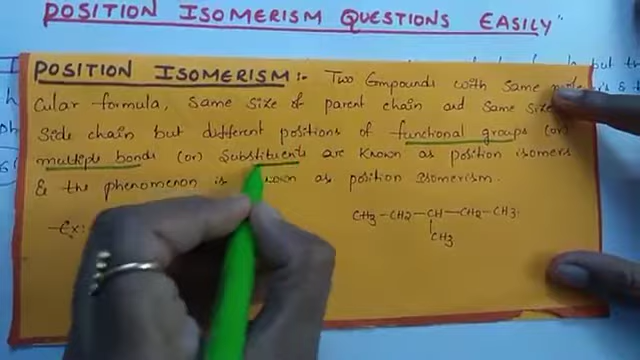 POSITION ISOMERISM QUESTIONS EASILY"
POSITION ISOMERISM :- Two Compounds with same mole
cular formula, same size of parent chain and same size
side chain but different positions of functional groups (or)
multiple bonds (or) substituents are known as position isomers
& the phenomenon is known as position isomerism.
Ex:
CH3 - CH2 - CH - CH2 - CH3.
CH3